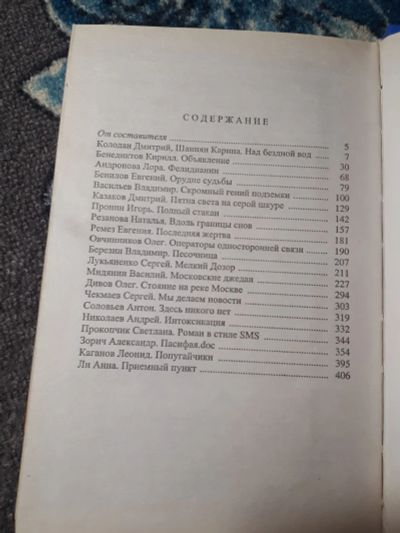 СОДЕРЖАНИЕ
От составителя 5
Колодан Дмитрий, Шаинян Карина. Над бездной вод 7
Бенедиктов Кирилл. Объявление 30
Андронова Лора. Фелидианин 68
Бенилов Евгений. Орудие судьбы 79
Васильев Владимир. Скромный гений подземки 100
Казаков Дмитрий. Пятна света на серой шкуре 129
Пронин Игорь. Полный стакан 142
Резанова Наталья. Вдоль границы снов 157
Ремез Евгения. Последняя жертва 181
Овчинников Олег. Операторы односторонней связи 190
Березин Владимир. Песочница 207
Лукьяненко Сергей. Мелкий Дозор 211
Мидянин Василий. Московские джедаи 227
Дивов Олег. Стояние на реке Москве 294
Чекмаев Сергей. Мы делаем новости 303
Соловьев Антон. Здесь никого нет 319
Николаев Андрей. Интоксикация 332
Прокопчик Светлана. Роман в стиле SMS 344
Зорич Александр. Пасифая.doc 354
Каганов Леонид. Попугайчики 395
Ли Анна. Приемный пункт 406